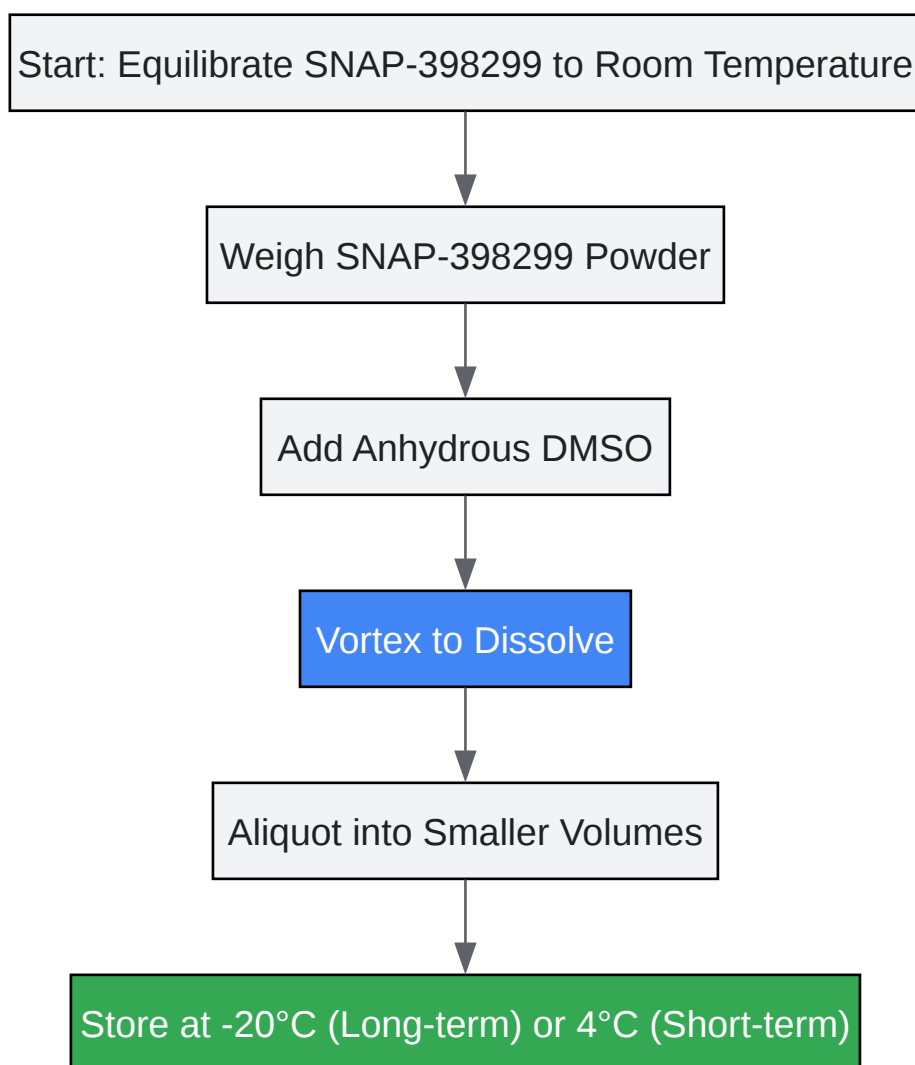 Start: Equilibrate SNAP-398299 to Room Temperature
Weigh SNAP-398299 Powder
Add Anhydrous DMSO
Vortex to Dissolve
Aliquot into Smaller Volumes
Store at -20°C (Long-term) or 4°C (Short-term)